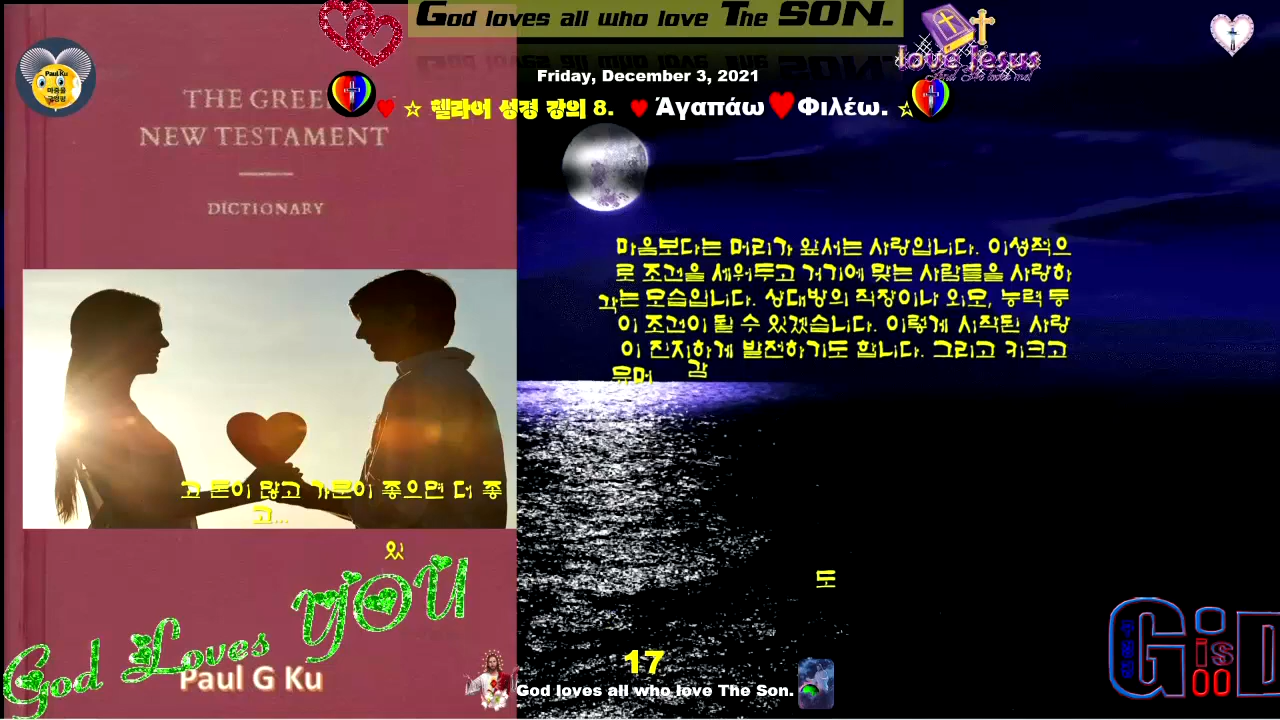 God loves all who love The SON.
love Jesus
Friday, December 3, 2021
Paul Ku
THE GREE
NEW TESTAMENT
DICTIONARY
☆ 헬라어 성경 강의 8. ♥ Ἀγαπάω ♥ Φιλέω. ☆
마음보다는 머리가 앞서는 사랑입니다. 이성적으
로 조건을 세워두고 거기에 맞는 사람들을 사랑하
각는 모습입니다. 상대방의 직장이나 외모, 능력 등
이 조건이 될 수 있겠습니다. 이렇게 시작된 사랑
이 진지하게 발전하기도 합니다. 그리고 키크고
유머 감
고 돈이 많고 가문이 좋으면 더 좋
고...
있
도
God Loves YOU
Paul G Ku
17
God loves all who love The Son.
G is D